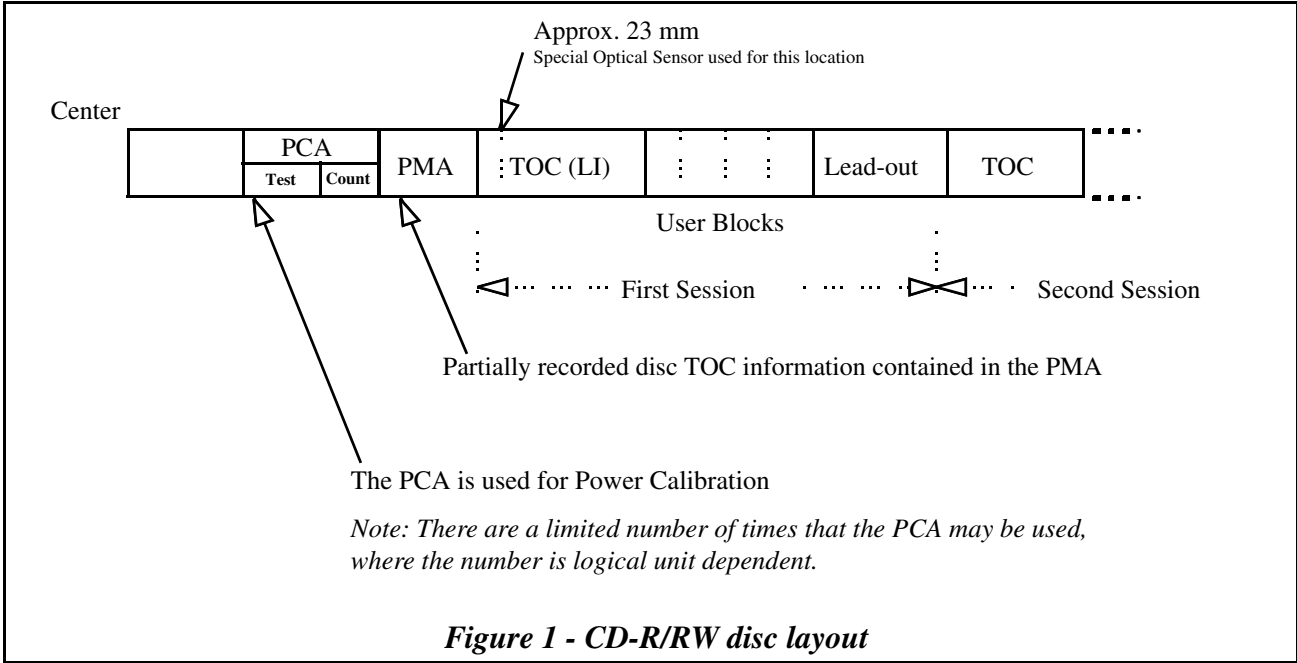 Approx. 23 mm
Special Optical Sensor used for this location
Center
PCA
Test Count
PMA
TOC (LI)
Lead-out
TOC
User Blocks
First Session
Second Session
Partially recorded disc TOC information contained in the PMA
The PCA is used for Power Calibration
Note: There are a limited number of times that the PCA may be used,
where the number is logical unit dependent.
Figure 1 - CD-R/RW disc layout